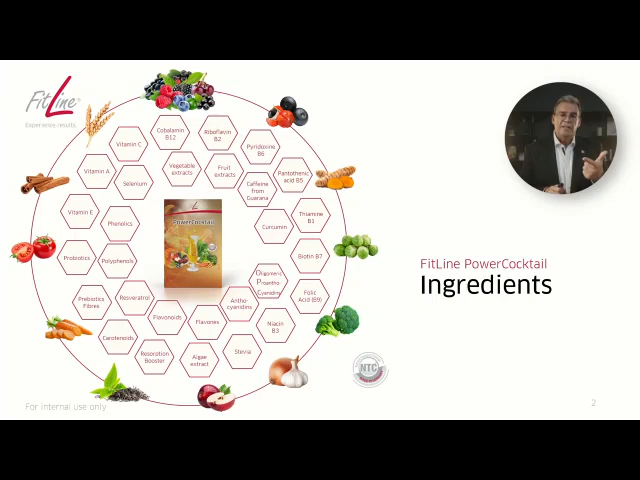 FitLine®
Experience results.
Cobalamin
B12
Riboflavin
B2
Vitamin C
Pyridoxine
B6
Vegetable
extracts
Fruit
extracts
Vitamin A
Selenium
Caffeine
from
Guarana
Pantothenic
acid B5
Vitamin E
Phenolics
PowerCocktail
Curcumin
Thiamine
B1
Probiotics
Polyphenols
Biotin B7
Oligomeric
Proantho-
Cyanidins
Prebiotics
Fibres
Resveratrol
Antho-
cyanidins
Folic
Acid (B9)
Flavonoids
Flavones
Niacin
B3
Carotenoids
Resorption
Booster
Algae
extract
Stevia
FitLine PowerCocktail
Ingredients
NTC
For internal use only
2